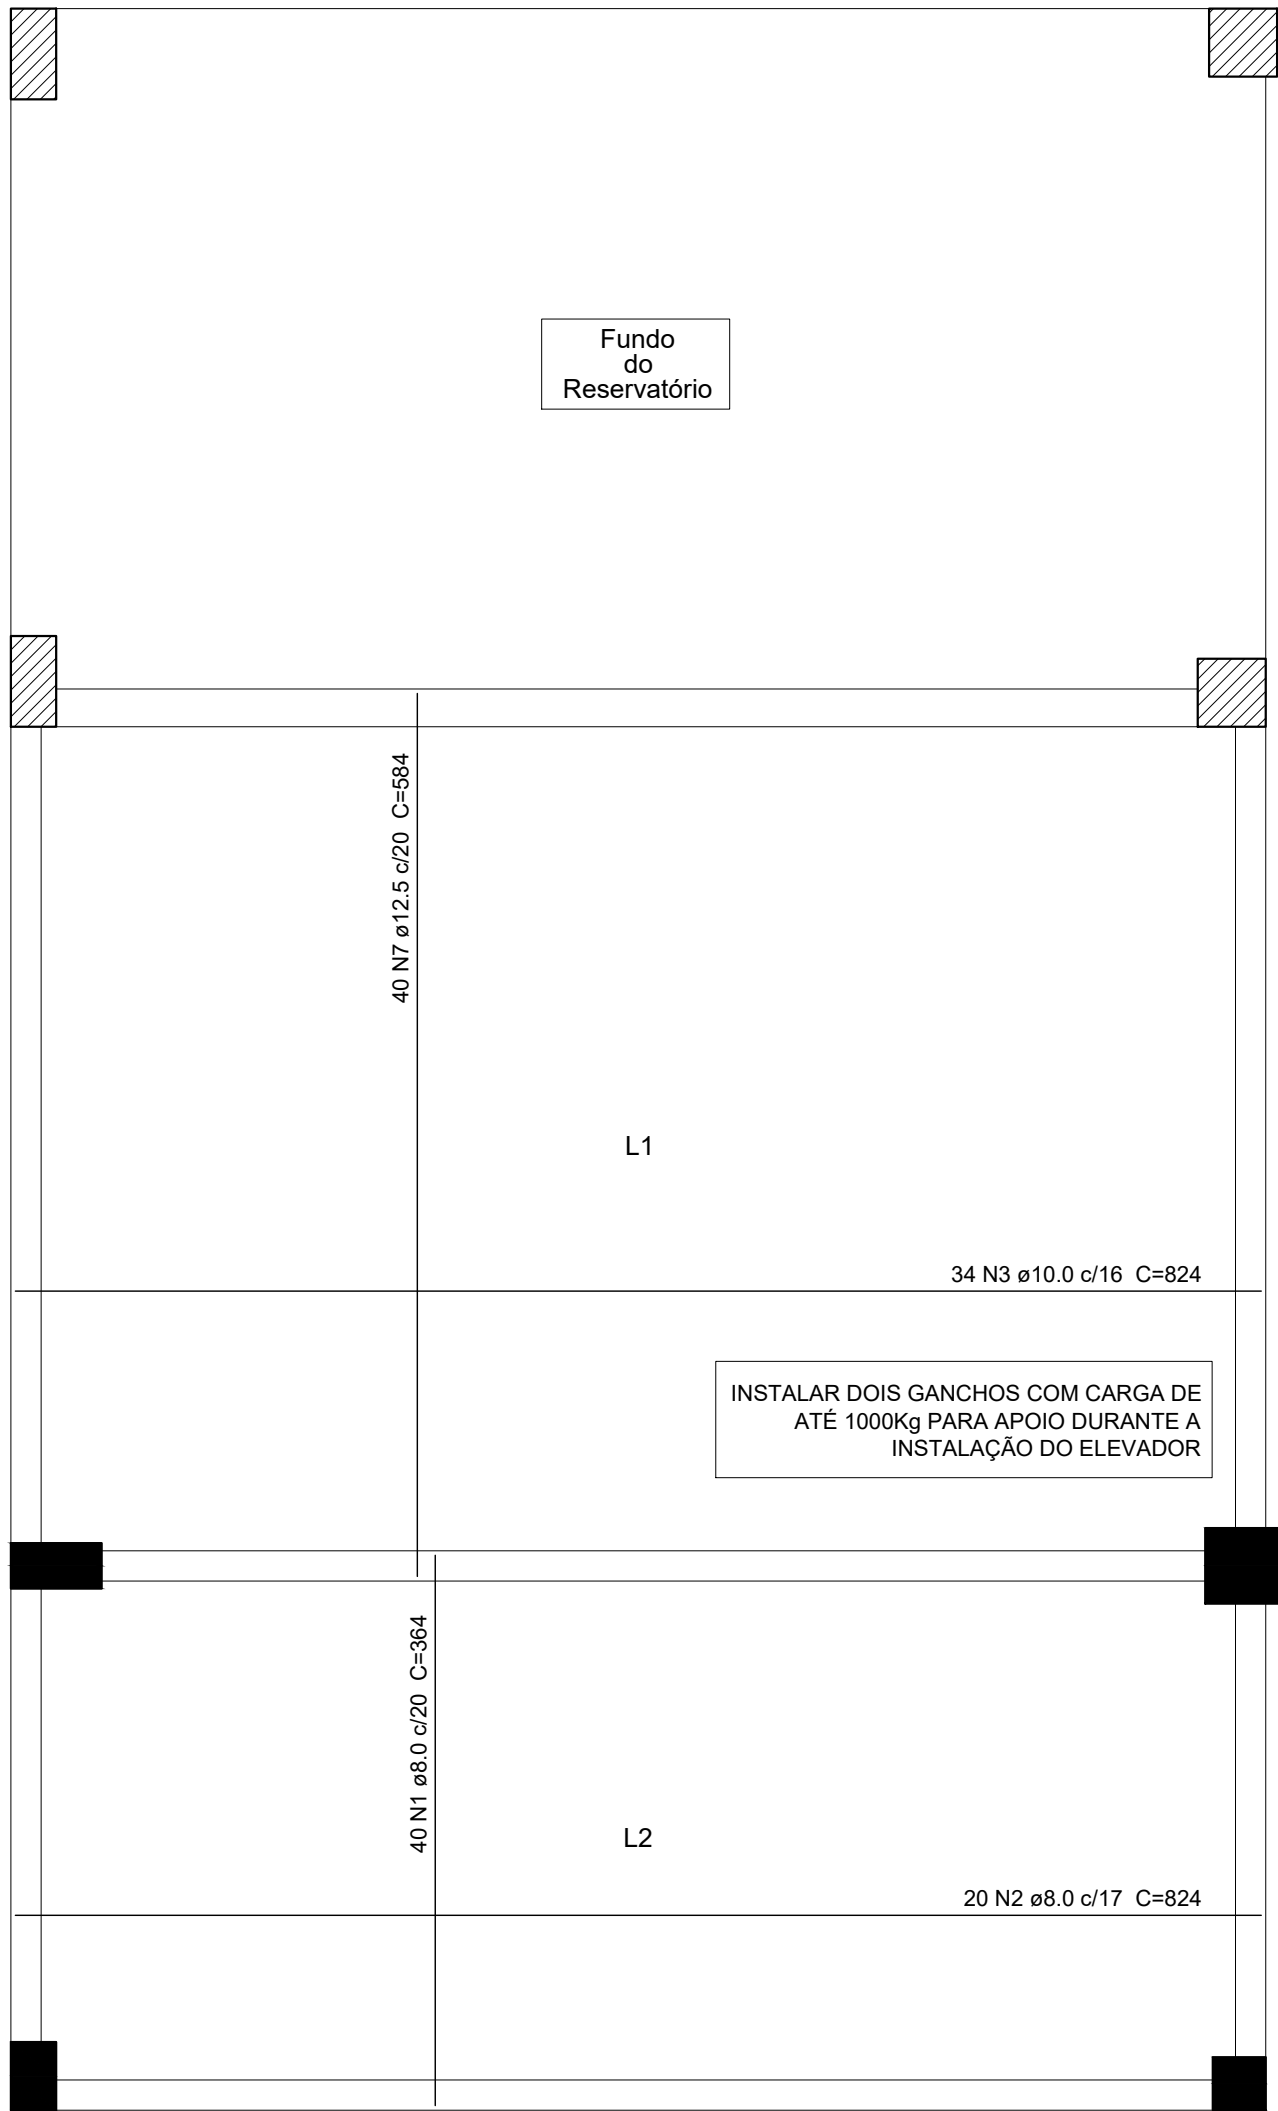 Fundo
do
Reservatório
40 N7 ø12.5 c/20 C=584
L1
34 N3 ø10.0 c/16 C=824
INSTALAR DOIS GANCHOS COM CARGA DE
ATÉ 1000Kg PARA APOIO DURANTE A
INSTALAÇÃO DO ELEVADOR
40 N1 ø8.0 c/20 C=364
L2
20 N2 ø8.0 c/17 C=824